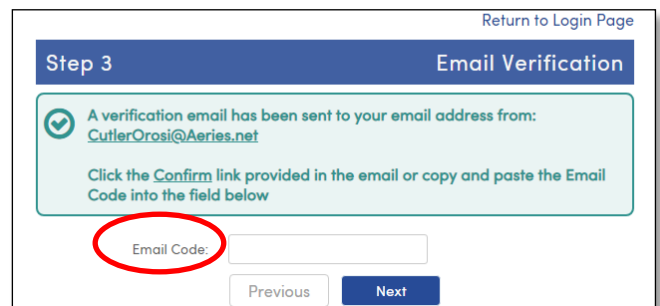 Return to Login Page
Step 3 Email Verification
A verification email has been sent to your email address from:
CutlerOrosi@Aeries.net
Click the Confirm link provided in the email or copy and paste the Email
Code into the field below
Email Code:
Previous Next